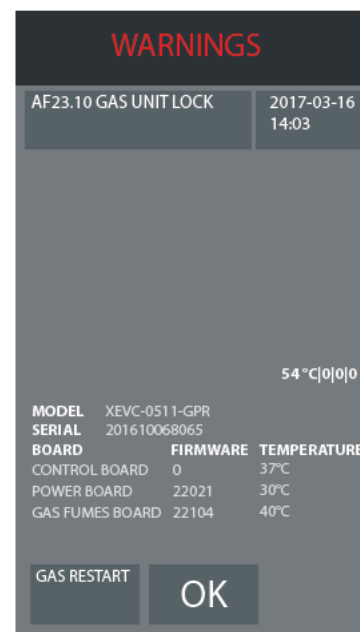 WARNINGS
AF23.10 GAS UNIT LOCK 2017-03-16
14:03
54°C|0|0|0
MODEL XEVC-0511-GPR
SERIAL 201610068065
BOARD FIRMWARE TEMPERATURE
CONTROL BOARD 0 37°C
POWER BOARD 22021 30°C
GAS FUMES BOARD 22104 40°C
GAS RESTART OK